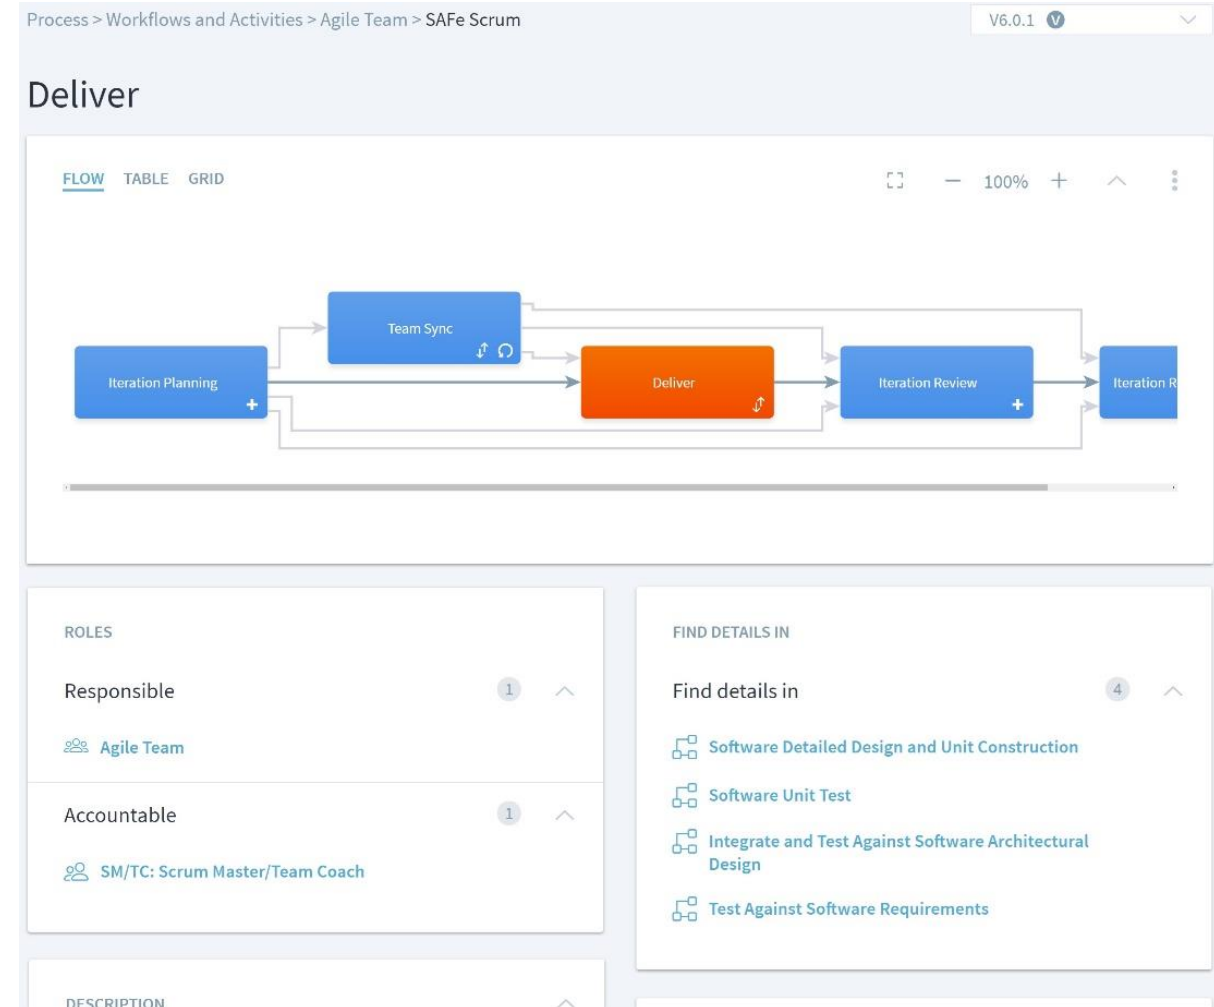 Process > Workflows and Activities > Agile Team > SAFe Scrum
V6.0.1 V
Deliver
FLOW TABLE GRID
100%
Team Sync
Iteration Planning
Deliver
Iteration Review
Iteration R
ROLES
Responsible 1
Agile Team
Accountable 1
SM/TC: Scrum Master/Team Coach
FIND DETAILS IN
Find details in 4
Software Detailed Design and Unit Construction
Software Unit Test
Integrate and Test Against Software Architectural
Design
Test Against Software Requirements
DESCRIPTION